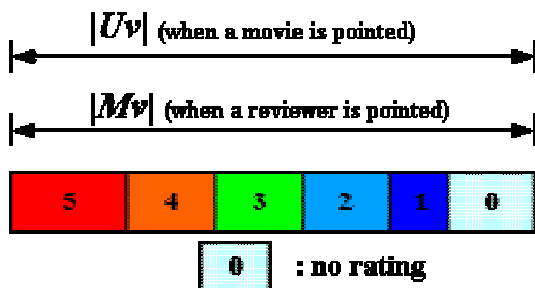 |Uv| (when a movie is pointed)
|Mv| (when a reviewer is pointed)
5 4 3 2 1 0
0 : no rating